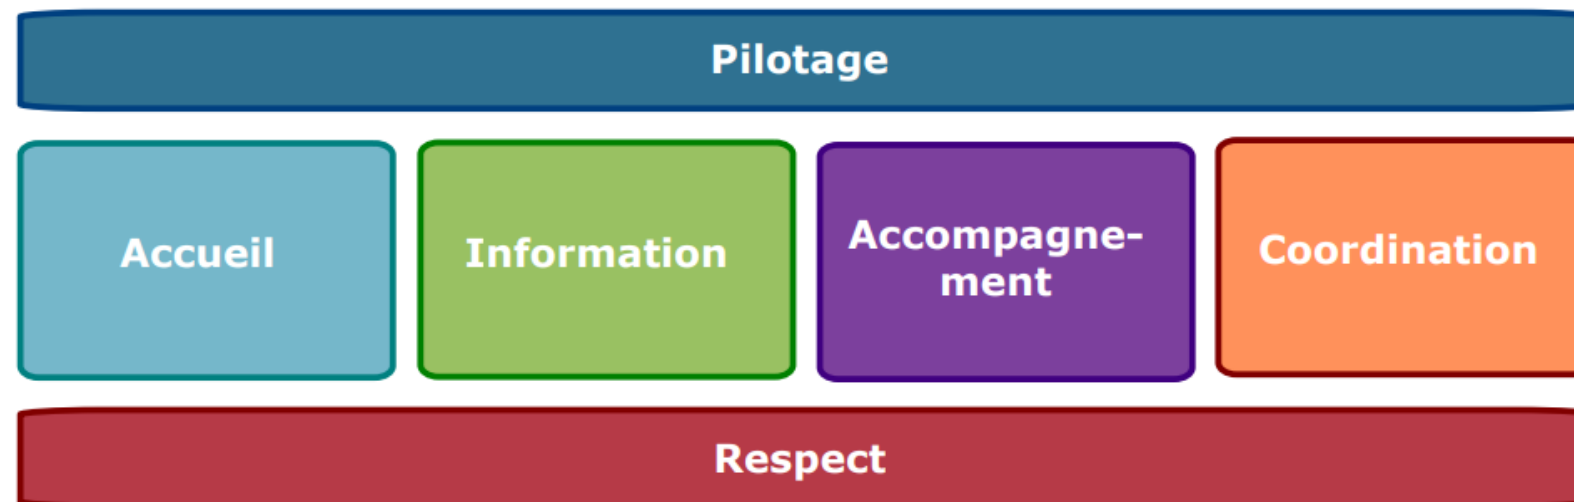 Pilotage
Accueil
Information
Accompagne-
ment
Coordination
Respect